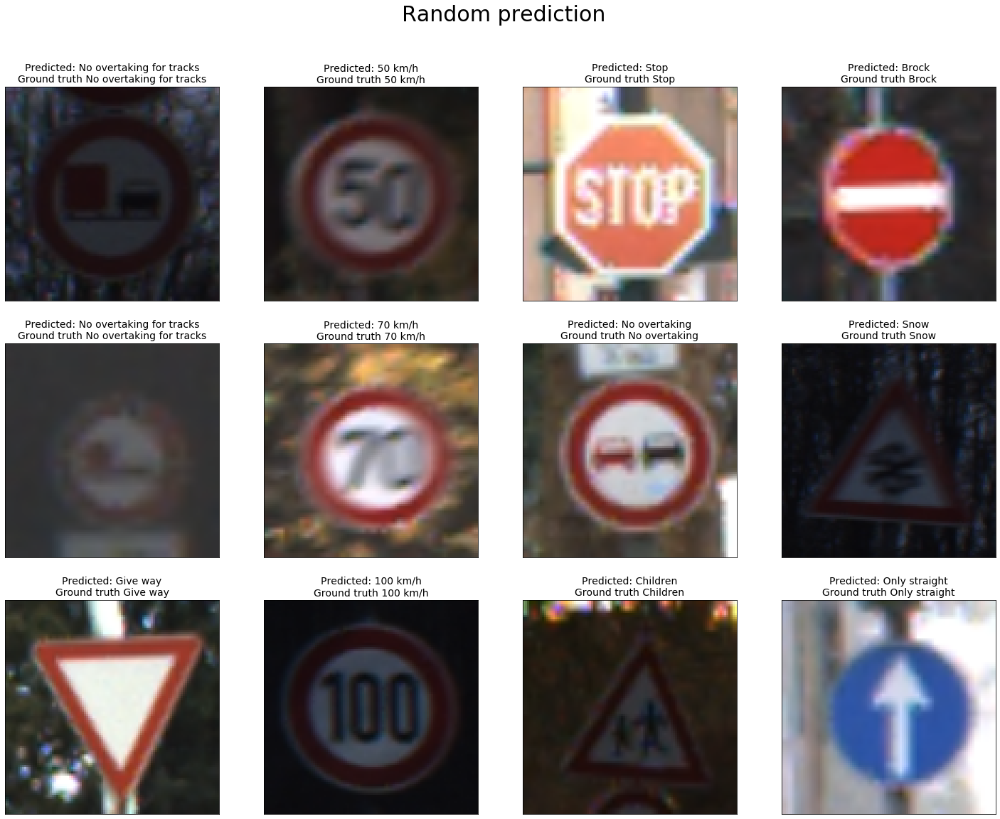 Random prediction
Predicted: No overtaking for tracks
Ground truth No overtaking for tracks
Predicted: 50 km/h
Ground truth 50 km/h
Predicted: Stop
Ground truth Stop
Predicted: Brock
Ground truth Brock
50
STOP
Predicted: No overtaking for tracks
Ground truth No overtaking for tracks
Predicted: 70 km/h
Ground truth 70 km/h
Predicted: No overtaking
Ground truth No overtaking
Predicted: Snow
Ground truth Snow
70
Predicted: Give way
Ground truth Give way
Predicted: 100 km/h
Ground truth 100 km/h
Predicted: Children
Ground truth Children
Predicted: Only straight
Ground truth Only straight
100